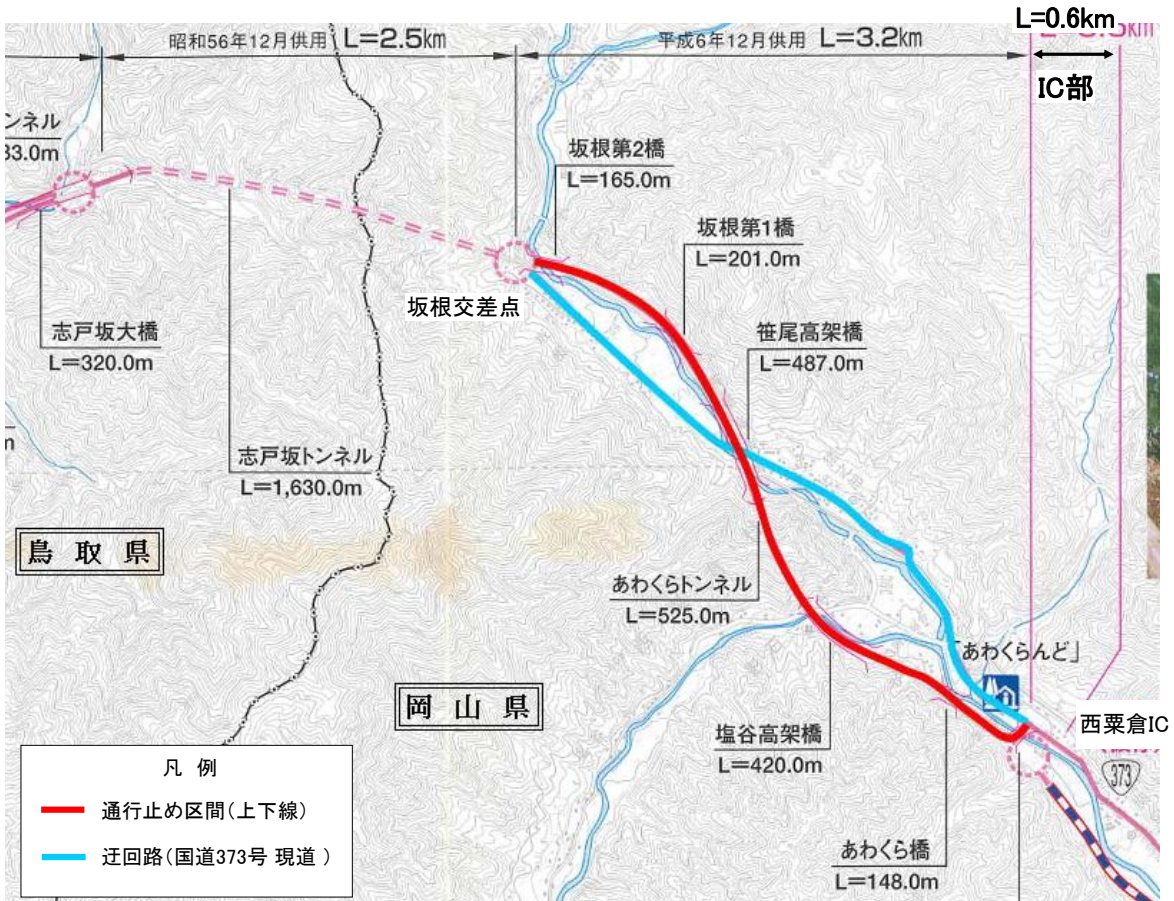 L=0.6km
昭和56年12月供用 L=2.5km
平成6年12月供用 L=3.2km
IC部
ンネル
33.0m
坂根第2橋
L=165.0m
坂根第1橋
L=201.0m
坂根交差点
志戸坂大橋
L=320.0m
笹尾高架橋
L=487.0m
志戸坂トンネル
L=1,630.0m
鳥取県
あわくらトンネル
L=525.0m
「あわくらんど」
岡山県
塩谷高架橋
L=420.0m
西粟倉IC
373
あわくら橋
L=148.0m
凡 例
通行止め区間(上下線)
迂回路(国道373号 現道 )